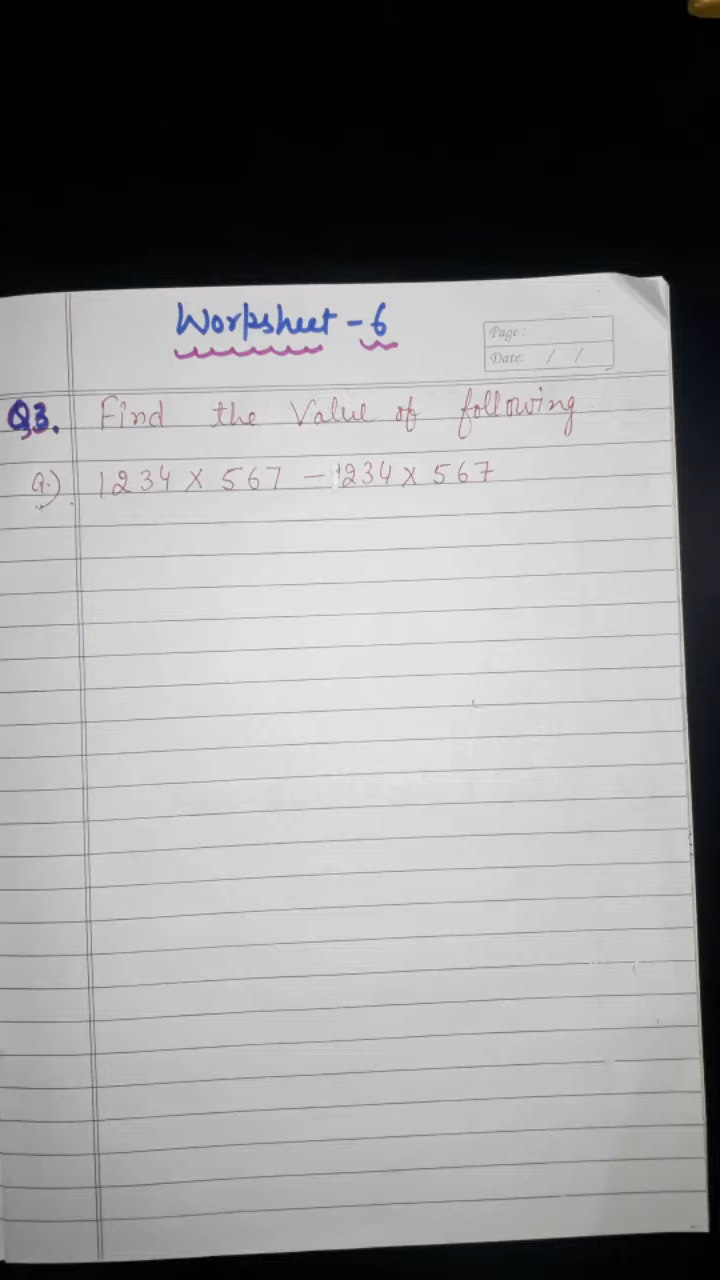 Worksheet - 6
Page :
Date: / /
Q3. Find the Value of following
a.) 1234 X 567 - 1234 X 567